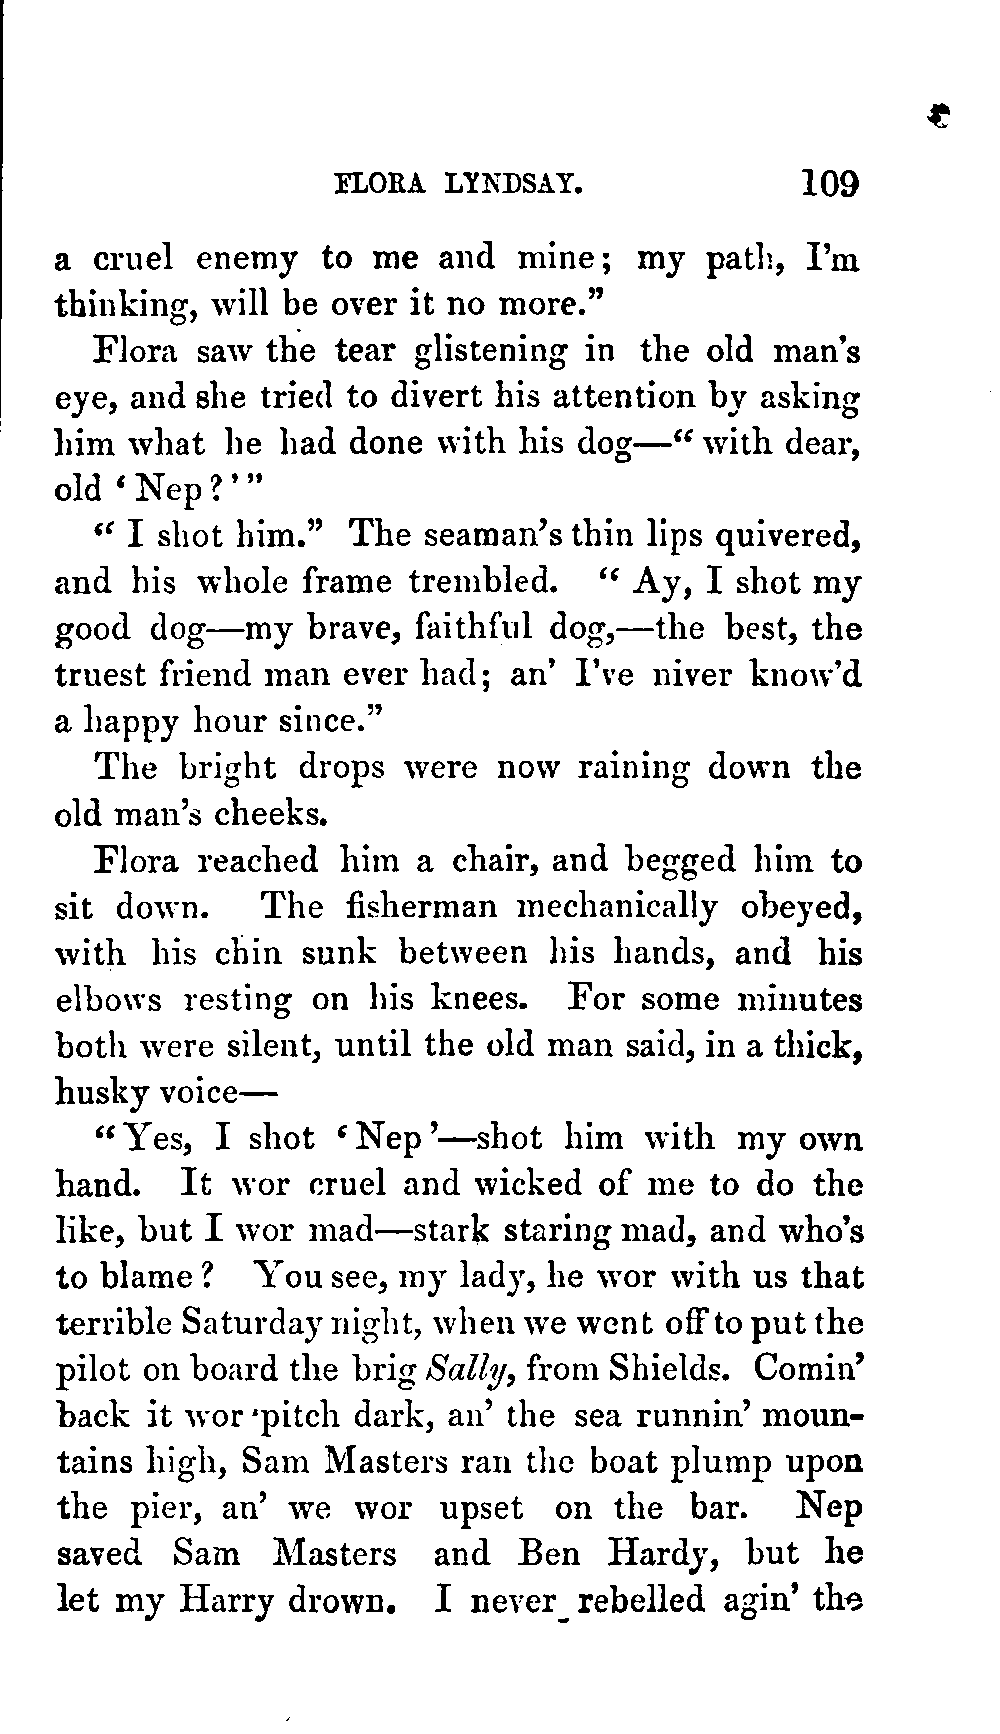 FLORA LYNDSAY. 109
a cruel enemy to me and mine; my path, I'm
thinking, will be over it no more."
Flora saw the tear glistening in the old man's
eye, and she tried to divert his attention by asking
him what he had done with his dog—" with dear,
old ' Nep?'"
" I shot him." The seaman's thin lips quivered,
and his whole frame trembled. " Ay, I shot my
good dog—my brave, faithful dog,—the best, the
truest friend man ever had; an' I've niver know'd
a happy hour since."
The bright drops were now raining down the
old man's cheeks.
Flora reached him a chair, and begged him to
sit down. The fisherman mechanically obeyed,
with his chin sunk between his hands, and his
elbows resting on his knees. For some minutes
both were silent, until the old man said, in a thick,
husky voice—
"Yes, I shot 'Nep'—shot him with my own
hand. It wor cruel and wicked of me to do the
like, but I wor mad—stark staring mad, and who's
to blame? You see, my lady, he wor with us that
terrible Saturday night, when we went off to put the
pilot on board the brig Sally, from Shields. Comin'
back it wor pitch dark, an' the sea runnin' moun-
tains high, Sam Masters ran the boat plump upon
the pier, an' we wor upset on the bar. Nep
saved Sam Masters and Ben Hardy, but he
let my Harry drown. I never rebelled agin' the